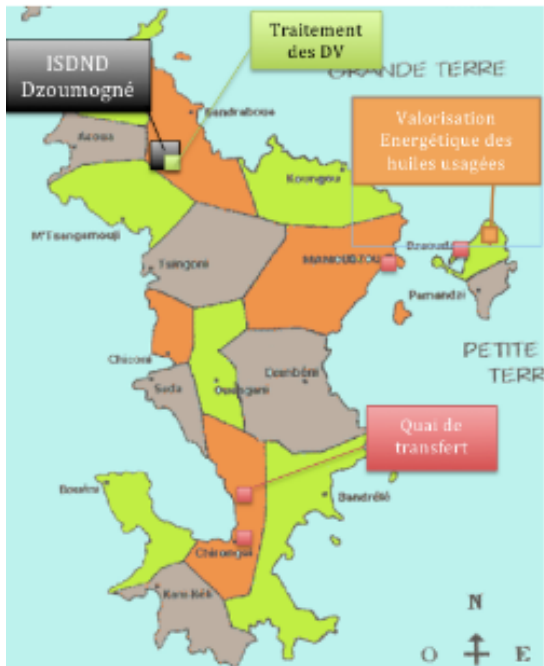 Traitement
des DV
ISDND
Dzoumogné
GRANDE TERRE
Bandraboua
Valorisation
Energétique des
huiles usagées
Acoua
Koungou
M'Tsangamouji
Dzaoudzi
MAMOUDZOU
Tsingoni
Pamandzi
PETITE
TERRE
Chiconi
Dembéni
Sada
Ouangani
Quai de
transfert
Bouéni
Bandrélé
Chirongui
Kani-Kéli
N
O
E